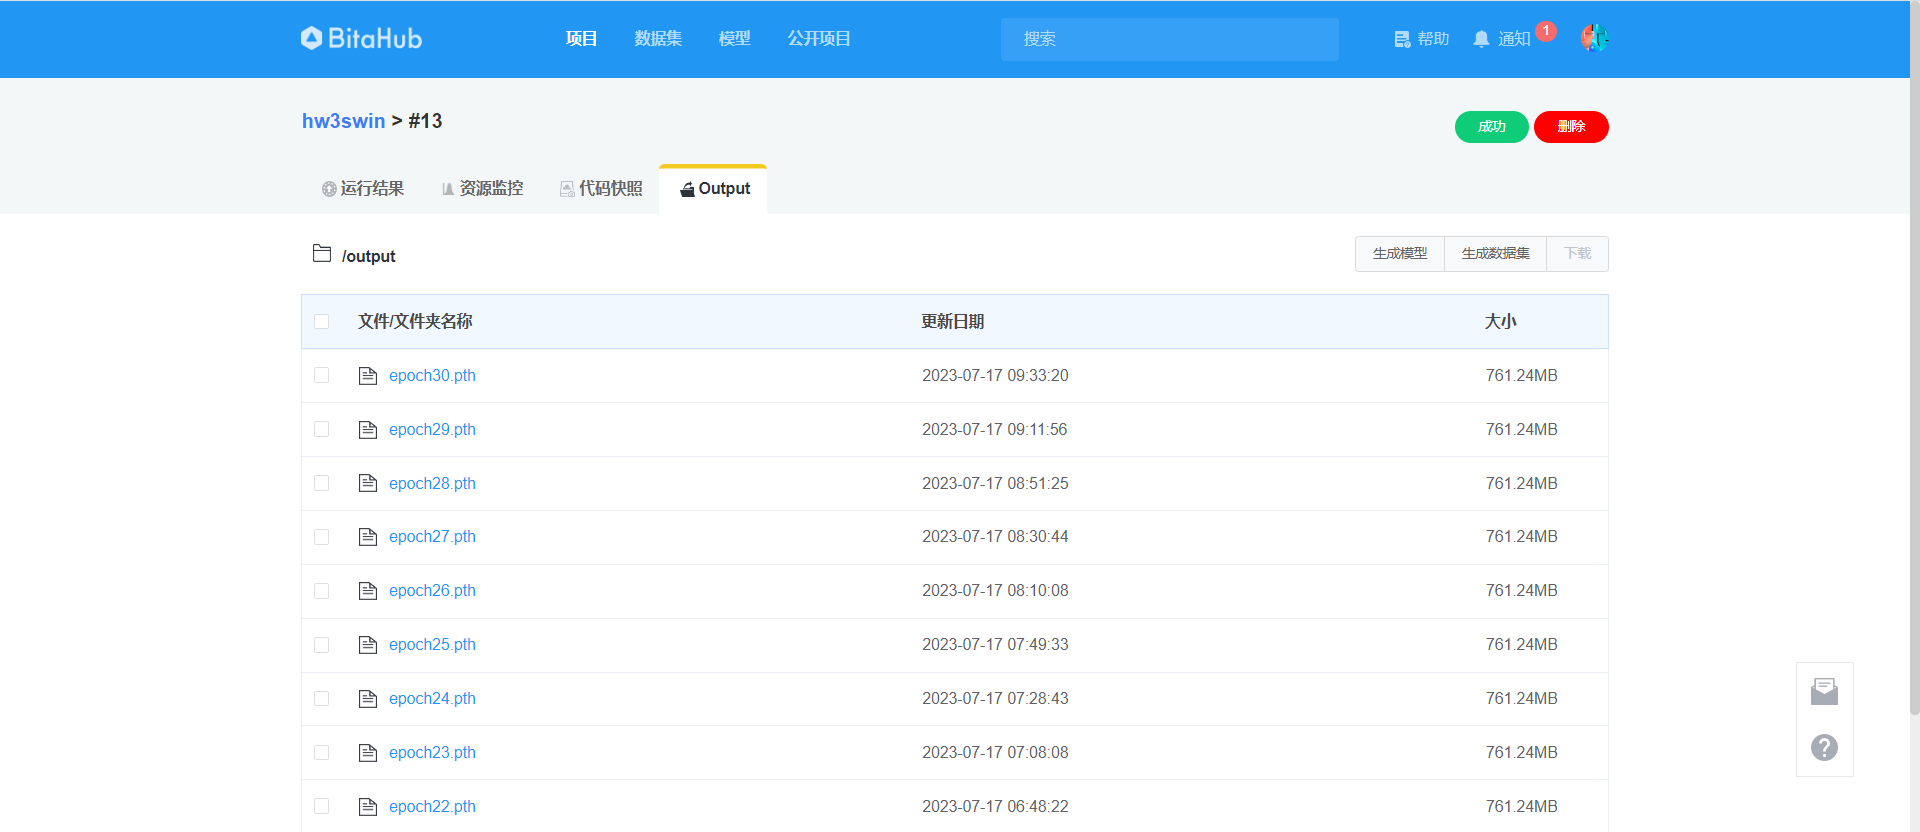 BitaHub 项目 数据集 模型 公开项目 搜索 帮助 通知 1
hw3swin > #13 成功 删除
运行结果 资源监控 代码快照 Output
/output 生成模型 生成数据集 下载
文件/文件夹名称 更新日期 大小
epoch30.pth 2023-07-17 09:33:20 761.24MB
epoch29.pth 2023-07-17 09:11:56 761.24MB
epoch28.pth 2023-07-17 08:51:25 761.24MB
epoch27.pth 2023-07-17 08:30:44 761.24MB
epoch26.pth 2023-07-17 08:10:08 761.24MB
epoch25.pth 2023-07-17 07:49:33 761.24MB
epoch24.pth 2023-07-17 07:28:43 761.24MB
epoch23.pth 2023-07-17 07:08:08 761.24MB
epoch22.pth 2023-07-17 06:48:22 761.24MB